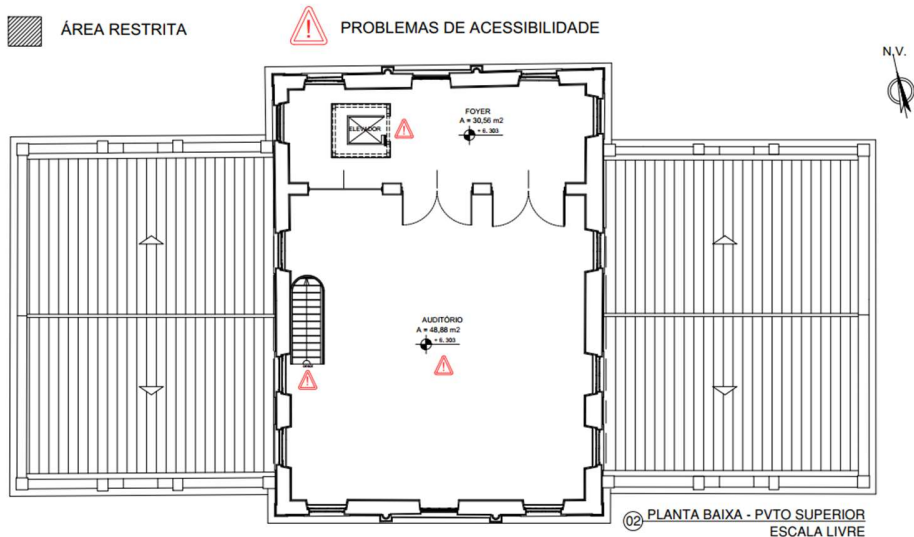 ÁREA RESTRITA
PROBLEMAS DE ACESSIBILIDADE
N.V.
FOYER
A = 30,56 m2
+ 6, 303
ELEVADOR
AUDITÓRIO
A = 48,88 m2
+ 6, 303
02 PLANTA BAIXA - PVTO SUPERIOR
ESCALA LIVRE